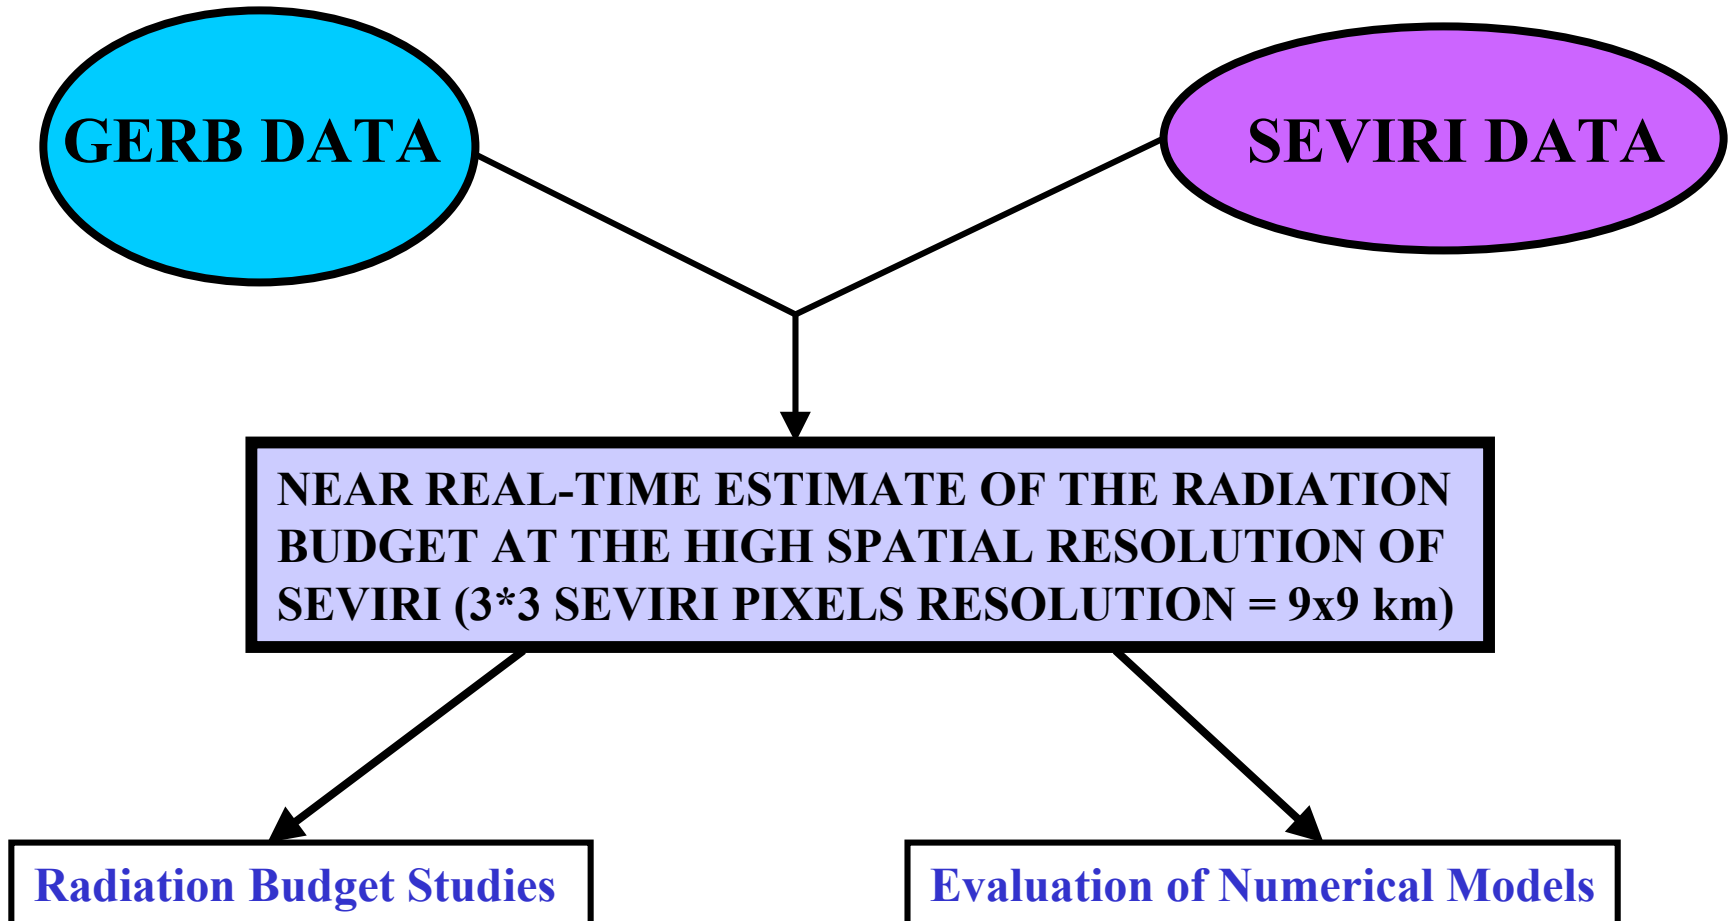 GERB DATA
SEVIRI DATA
NEAR REAL-TIME ESTIMATE OF THE RADIATION
BUDGET AT THE HIGH SPATIAL RESOLUTION OF
SEVIRI (3*3 SEVIRI PIXELS RESOLUTION = 9x9 km)
Radiation Budget Studies
Evaluation of Numerical Models